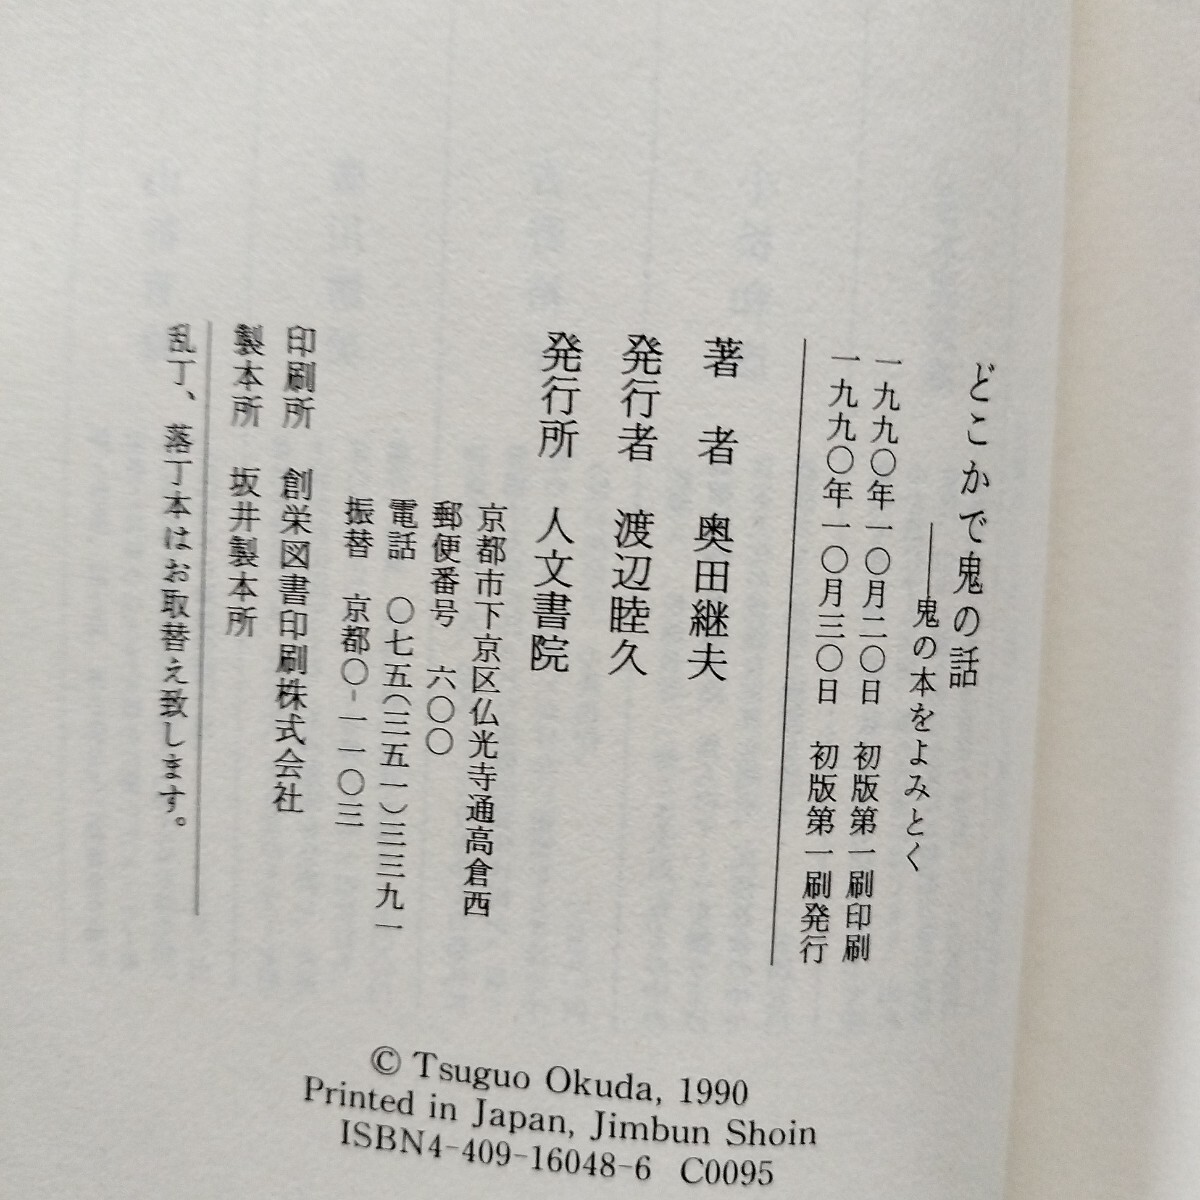 どこかで鬼の話
――鬼の本をよみとく
一九九〇年一〇月二〇日　初版第一刷印刷
一九九〇年一〇月三〇日　初版第一刷発行
著　者　奥田継夫
発行者　渡辺睦久
発行所　人文書院
京都市下京区仏光寺通高倉西
郵便番号　六〇〇
電話　〇七五(三五一)三三九一
振替　京都〇-一一〇三
印刷所　創栄図書印刷株式会社
製本所　坂井製本所
乱丁、落丁本はお取替え致します。
© Tsuguo Okuda, 1990
Printed in Japan, Jimbun Shoin
ISBN4-409-16048-6 C0095